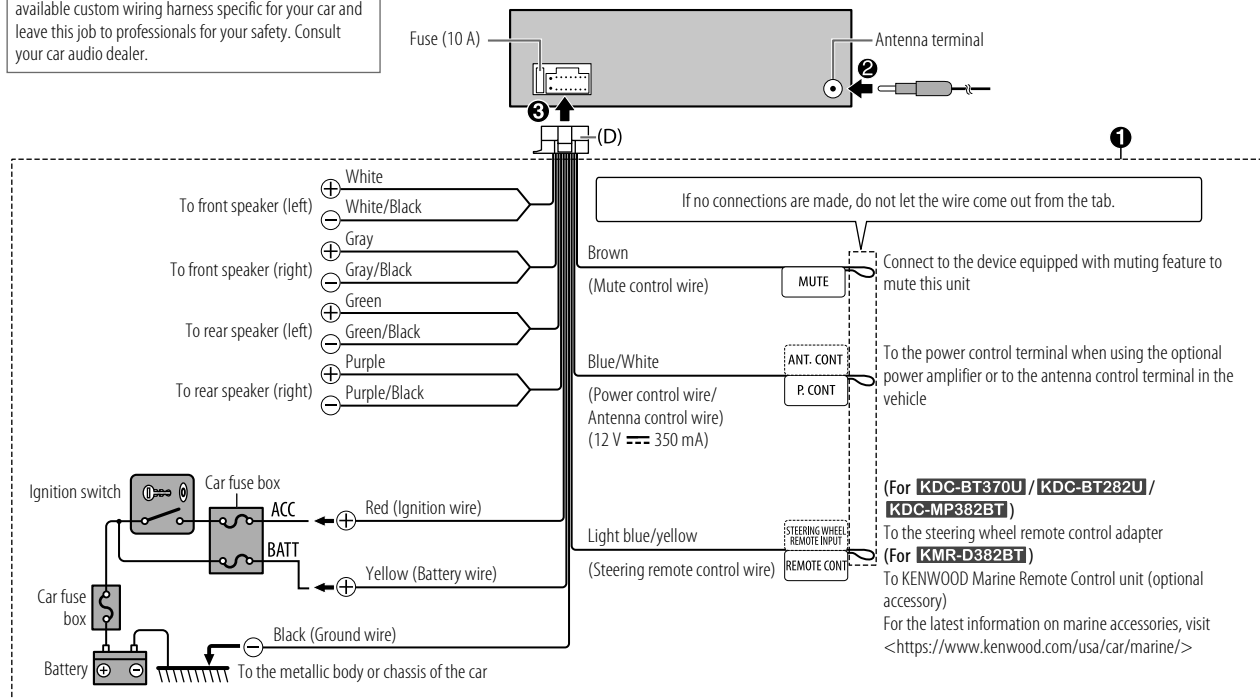 available custom wiring harness specific for your car and
leave this job to professionals for your safety. Consult
your car audio dealer.
Fuse (10 A)
Antenna terminal
❷
❸
(D)
❶
To front speaker (left)
White
White/Black
To front speaker (right)
Gray
Gray/Black
To rear speaker (left)
Green
Green/Black
To rear speaker (right)
Purple
Purple/Black
If no connections are made, do not let the wire come out from the tab.
Brown
(Mute control wire)
MUTE
Connect to the device equipped with muting feature to
mute this unit
Blue/White
(Power control wire/
Antenna control wire)
(12 V ⎓ 350 mA)
ANT. CONT
P. CONT
To the power control terminal when using the optional
power amplifier or to the antenna control terminal in the
vehicle
Ignition switch
Car fuse box
ACC
Red (Ignition wire)
BATT
Yellow (Battery wire)
Car fuse
box
Battery
Black (Ground wire)
To the metallic body or chassis of the car
Light blue/yellow
(Steering remote control wire)
STEERING WHEEL
REMOTE INPUT
REMOTE CONT
(For KDC-BT370U / KDC-BT282U /
KDC-MP382BT)
To the steering wheel remote control adapter
(For KMR-D382BT)
To KENWOOD Marine Remote Control unit (optional
accessory)
For the latest information on marine accessories, visit
<https://www.kenwood.com/usa/car/marine/>